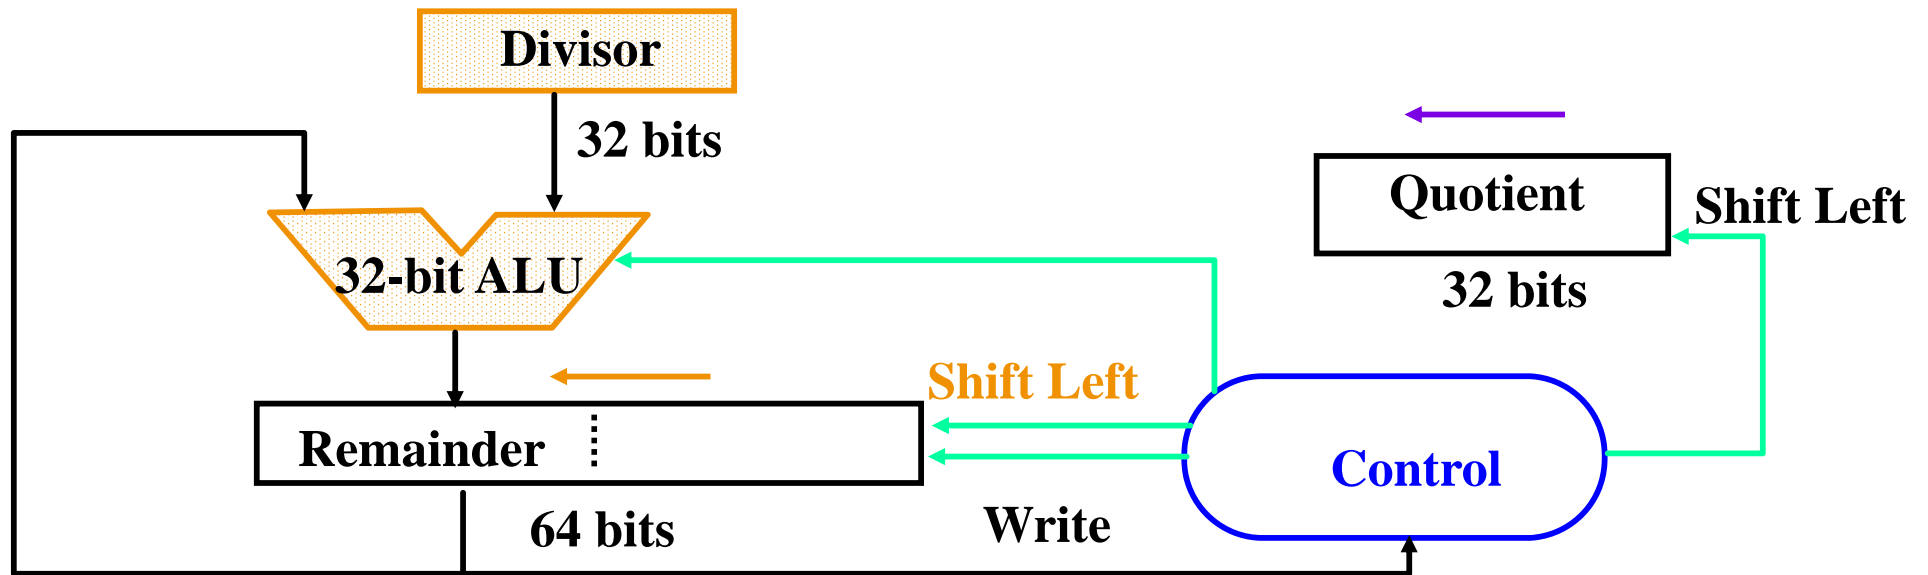 Divisor
32 bits
Quotient
Shift Left
32-bit ALU
32 bits
Shift Left
Remainder
Control
64 bits
Write